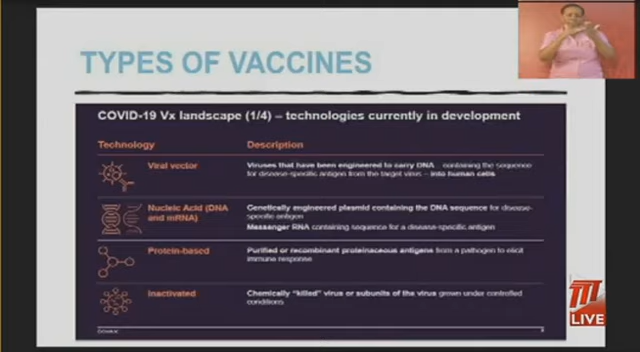 TYPES OF VACCINES
COVID-19 Vx landscape (1/4) – technologies currently in development
Technology Description
Viral vector Viruses that have been engineered to carry DNA – containing the sequence
for disease-specific antigen from the target virus – into human cells
Nucleic Acid (DNA Genetically engineered plasmid containing the DNA sequence for disease-
and mRNA) specific antigen
Massanger RNA containing sequence for a disease-specific antigen
Protein-based Purified or recombinant proteinaceous antigens from a pathogen to elicit
immune response
Inactivated Chemically "killed" virus or subunits of the virus grown under controlled
conditions
LIVE